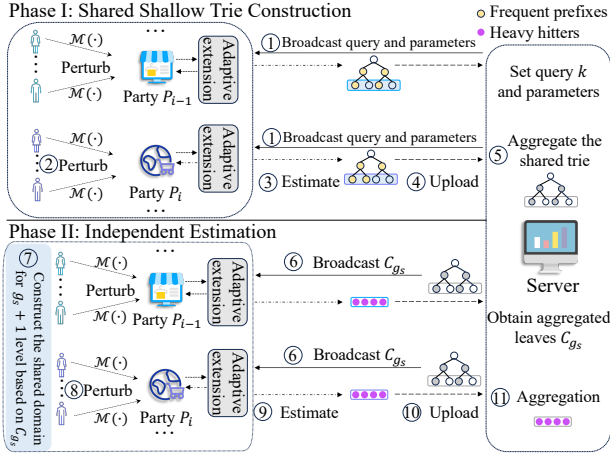 Phase I: Shared Shallow Trie Construction
Frequent prefixes
Heavy hitters
• • •
ℳ(·)
Perturb
ℳ(·)
Party P_{i−1}
Adaptive extension
① Broadcast query and parameters
Set query k
and parameters
ℳ(·)
② Perturb
ℳ(·)
Party P_i
• • •
Adaptive extension
① Broadcast query and parameters
③ Estimate
④ Upload
⑤ Aggregate the
shared trie
Server
Obtain aggregated
leaves C_{g_s}
Phase II: Independent Estimation
⑦ Construct the shared domain
for g_s + 1 level based on C_{g_s}
• • •
ℳ(·)
Perturb
ℳ(·)
Party P_{i−1}
Adaptive extension
⑥ Broadcast C_{g_s}
ℳ(·)
⑧ Perturb
ℳ(·)
Party P_i
• • •
Adaptive extension
⑥ Broadcast C_{g_s}
⑨ Estimate
⑩ Upload
⑪ Aggregation